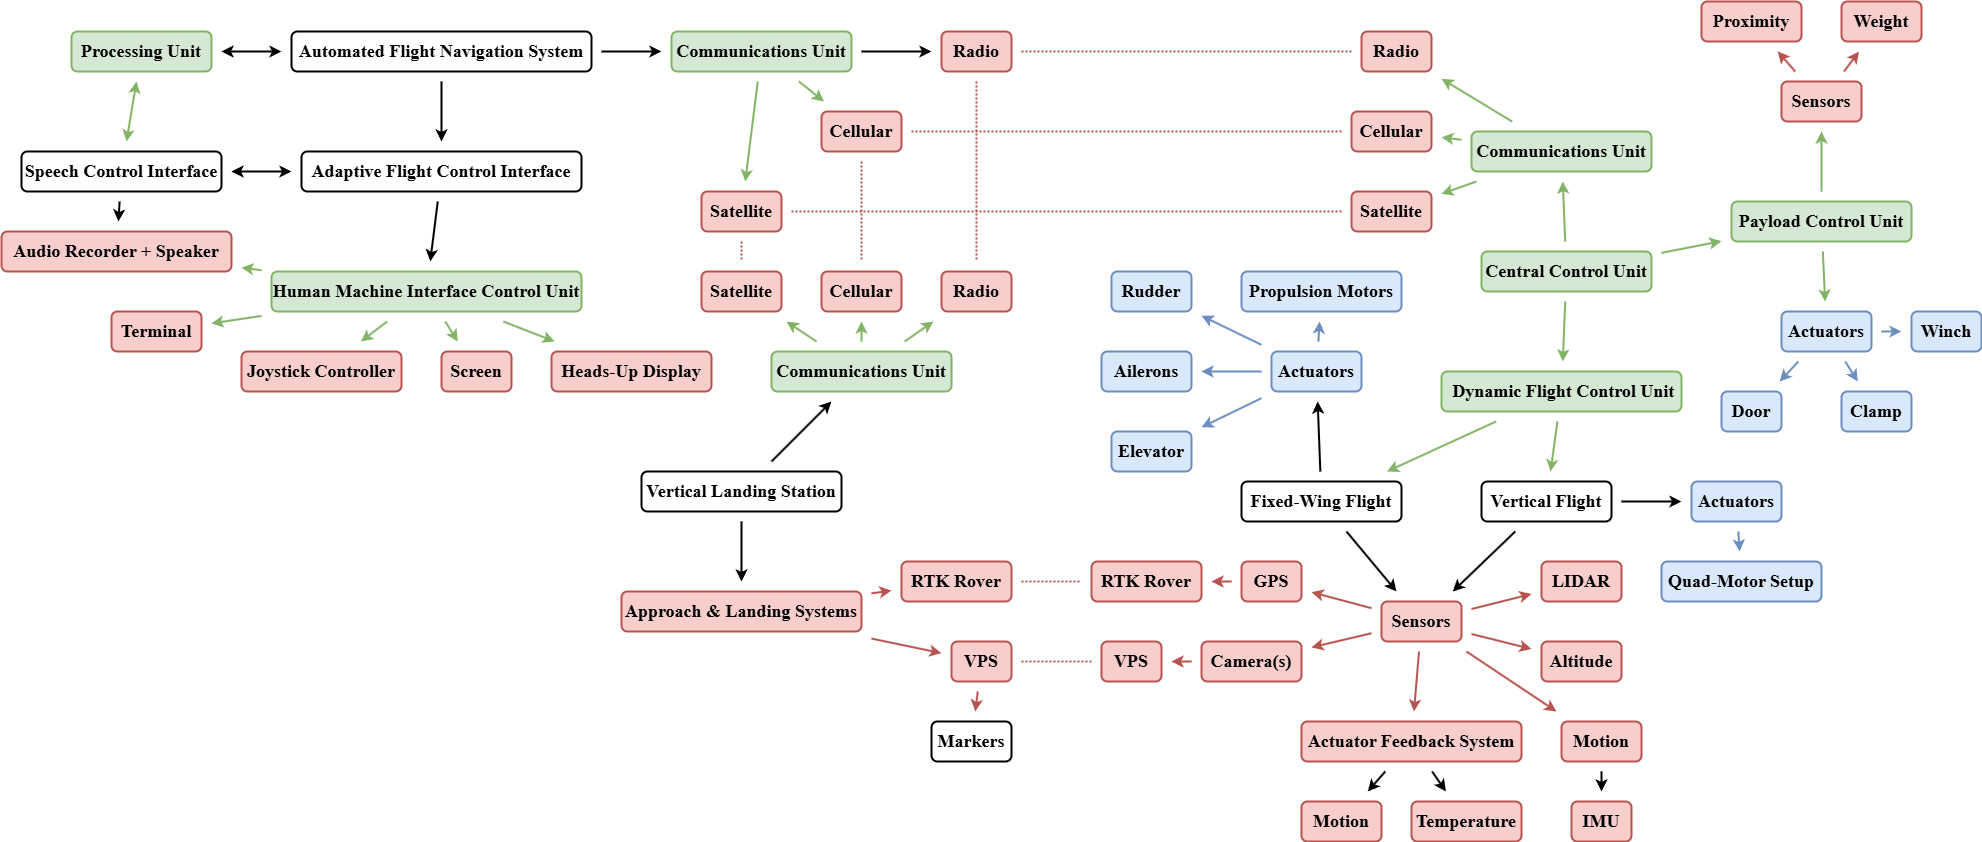 Proximity
Weight
Processing Unit
Automated Flight Navigation System
Communications Unit
Radio
Radio
Sensors
Cellular
Cellular
Communications Unit
Speech Control Interface
Adaptive Flight Control Interface
Satellite
Satellite
Payload Control Unit
Audio Recorder + Speaker
Central Control Unit
Human Machine Interface Control Unit
Satellite
Cellular
Radio
Rudder
Propulsion Motors
Terminal
Actuators
Winch
Joystick Controller
Screen
Heads-Up Display
Communications Unit
Ailerons
Actuators
Dynamic Flight Control Unit
Door
Clamp
Elevator
Vertical Landing Station
Fixed-Wing Flight
Vertical Flight
Actuators
RTK Rover
RTK Rover
GPS
LIDAR
Quad-Motor Setup
Approach & Landing Systems
Sensors
VPS
VPS
Camera(s)
Altitude
Markers
Actuator Feedback System
Motion
Motion
Temperature
IMU